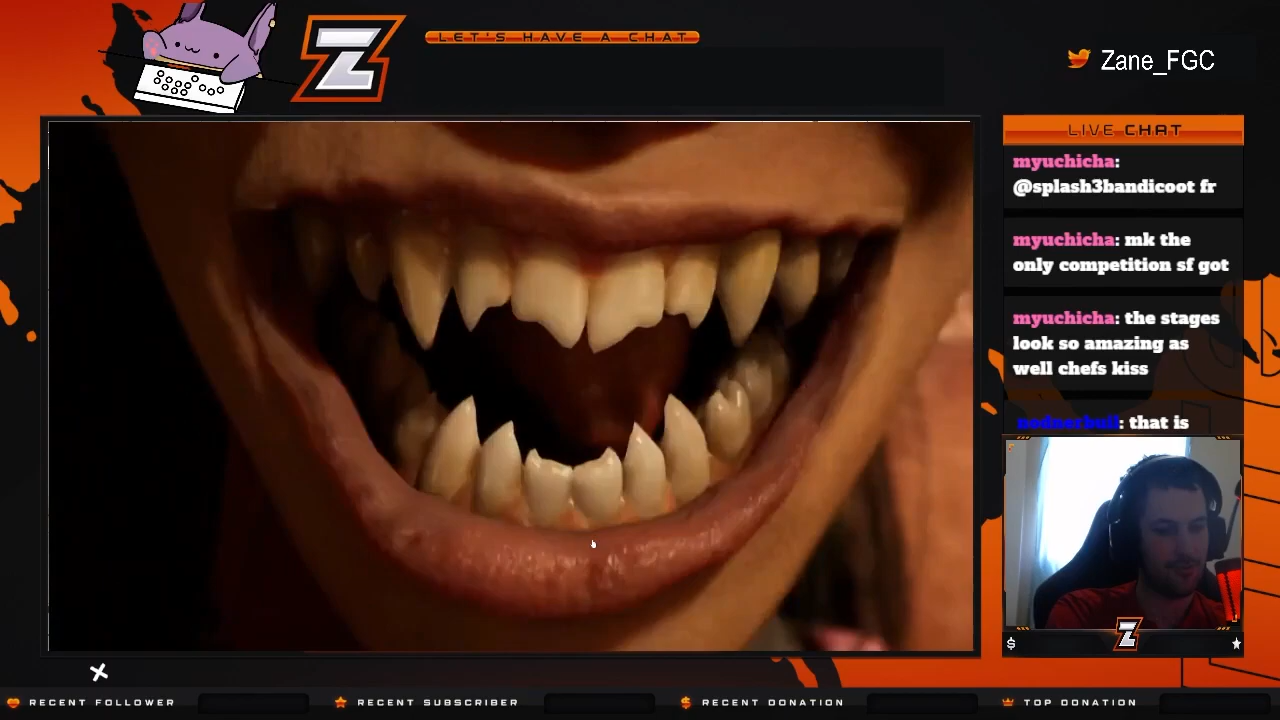 LET'S HAVE A CHAT
Z
Zane_FGC
LIVE CHAT
myuchicha:
@splash3bandicoot fr
myuchicha: mk the
only competition sf got
myuchicha: the stages
look so amazing as
well chefs kiss
nodnerbull: that is
Z
$
RECENT FOLLOWER
RECENT SUBSCRIBER
RECENT DONATION
TOP DONATION